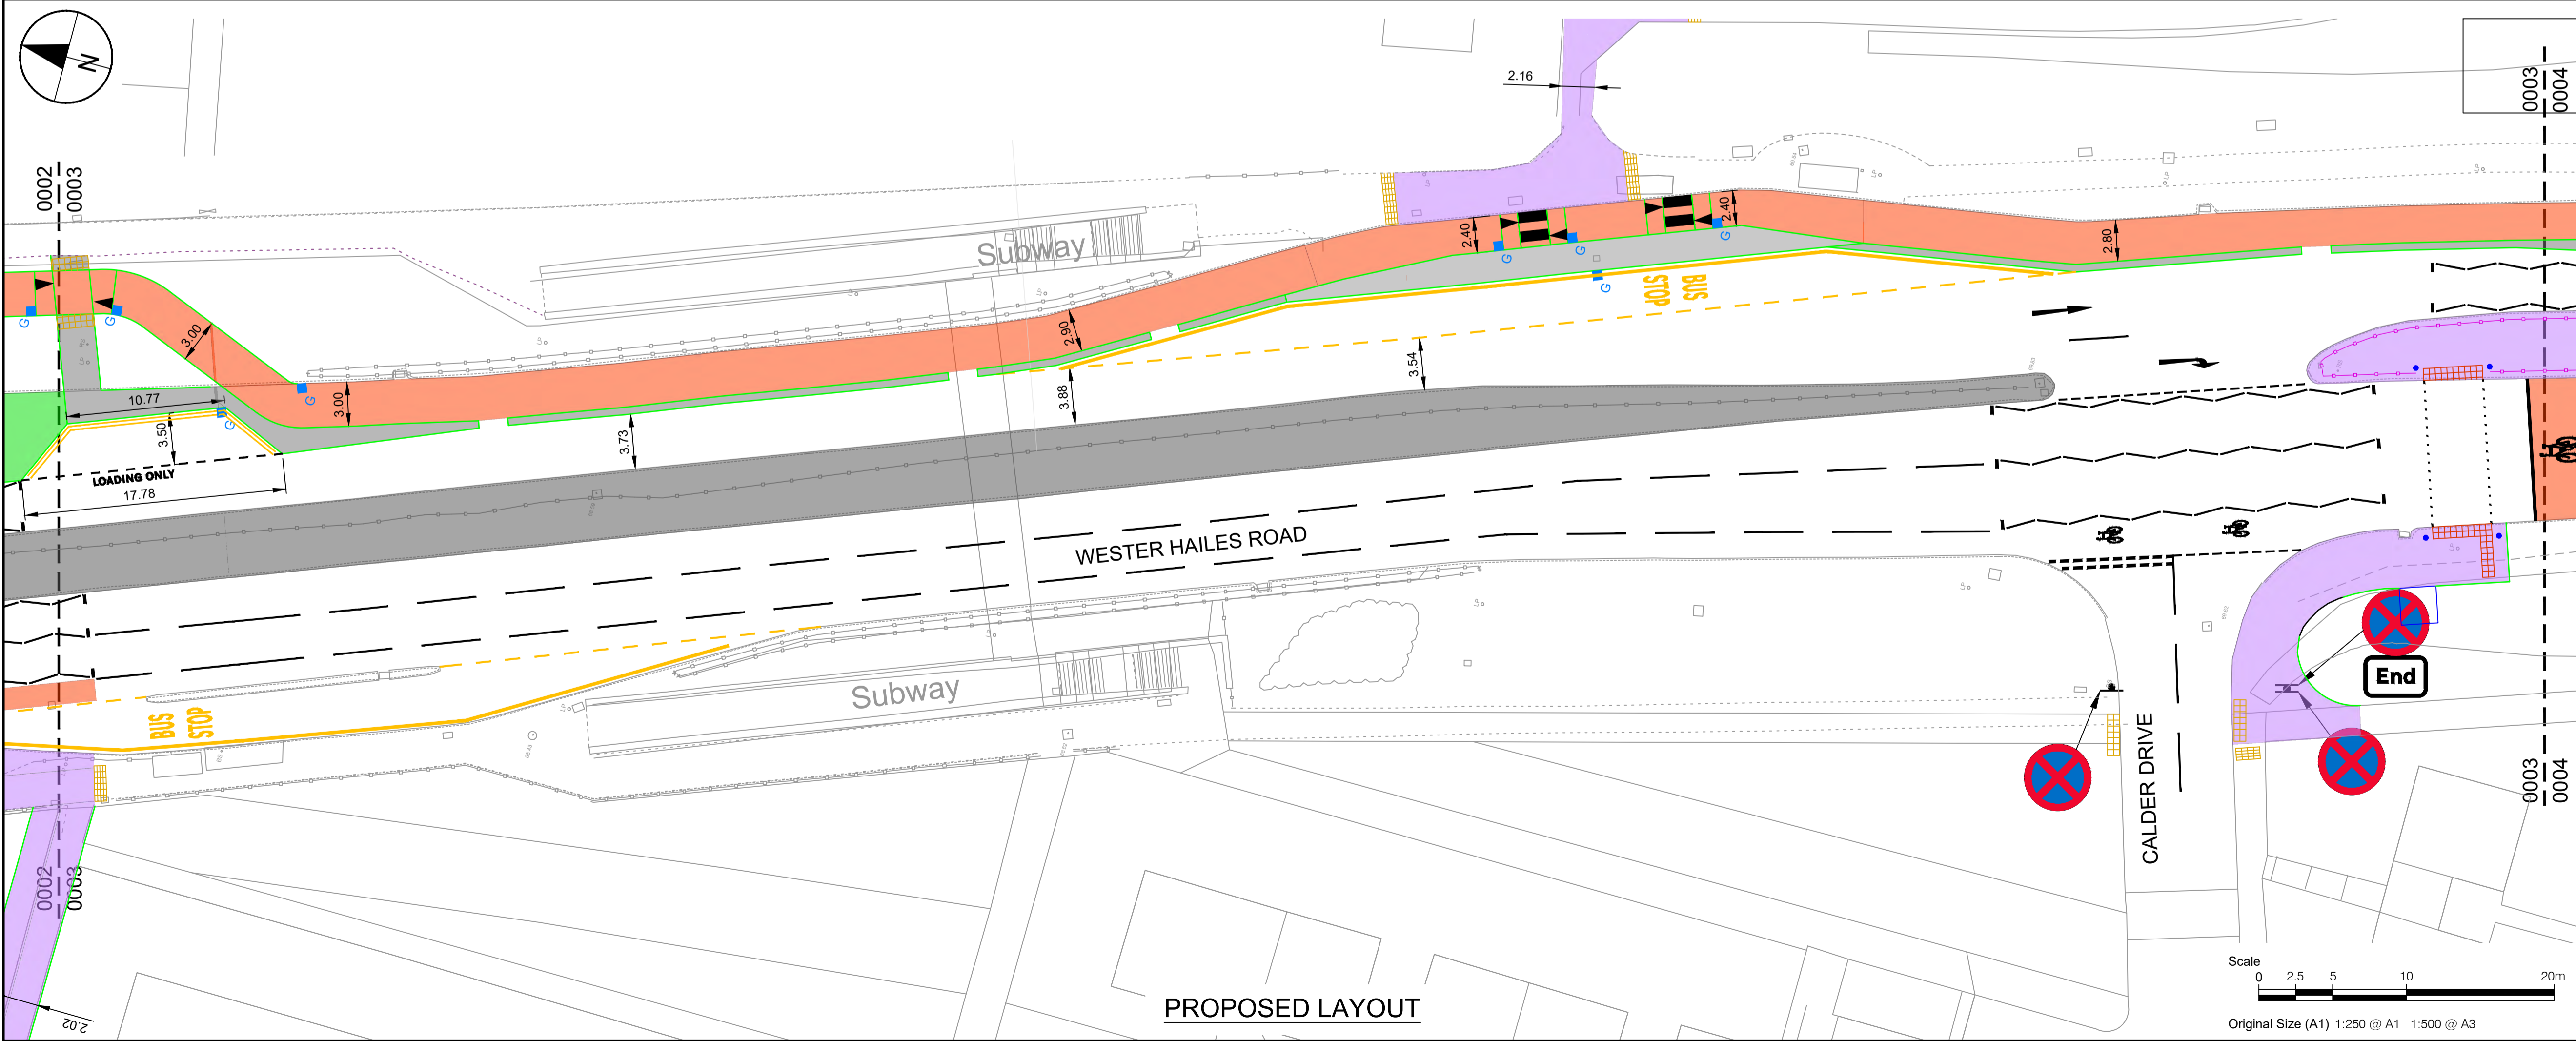 N
0002
0003
2.16
0003
0004
Subway
2.40
G
G
2.40
G
G
BUS
STOP
2.80
G
G
3.00
10.77
G
3.00
G
3.50
LOADING ONLY
17.78
3.73
2.90
3.88
3.54
WESTER HAILES ROAD
BUS
STOP
Subway
End
CALDER DRIVE
0003
0004
0002
0003
2.02
PROPOSED LAYOUT
Scale
0 2.5 5 10 20m
Original Size (A1) 1:250 @ A1 1:500 @ A3